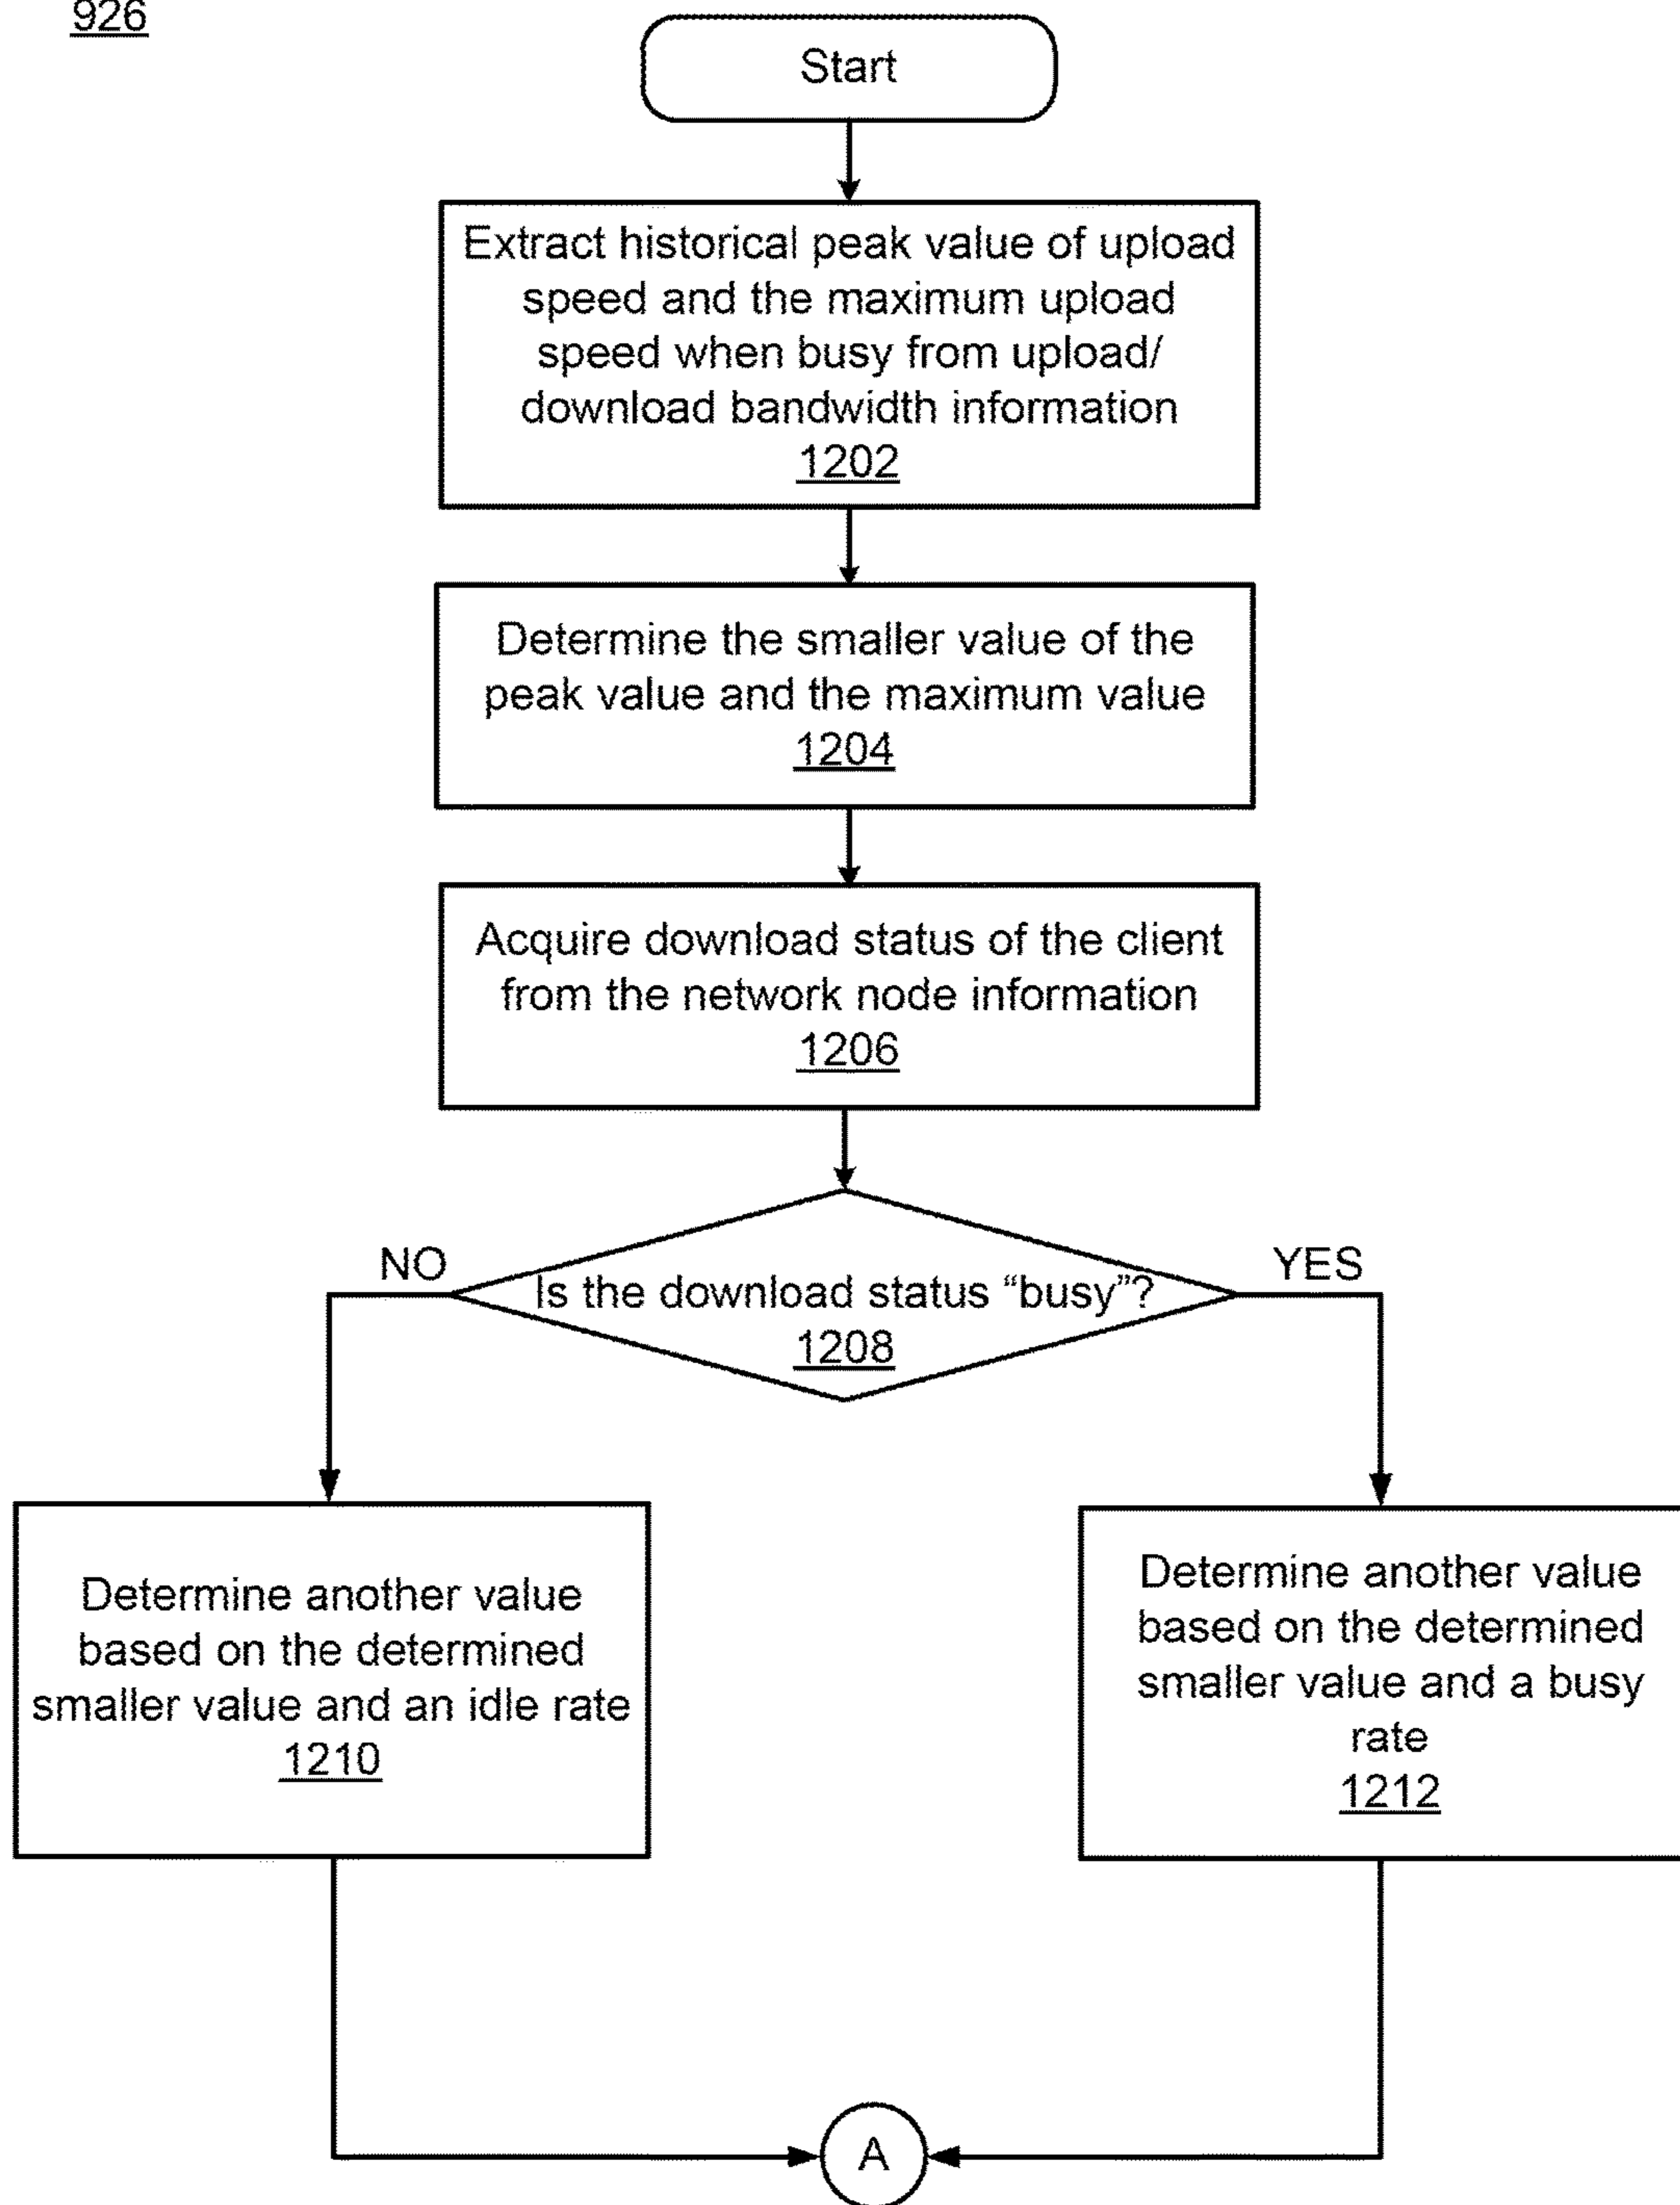 926
Start
Extract historical peak value of upload
speed and the maximum upload
speed when busy from upload/
download bandwidth information
1202
Determine the smaller value of the
peak value and the maximum value
1204
Acquire download status of the client
from the network node information
1206
NO
YES
Is the download status “busy”?
1208
Determine another value
based on the determined
smaller value and an idle rate
1210
Determine another value
based on the determined
smaller value and a busy
rate
1212
A